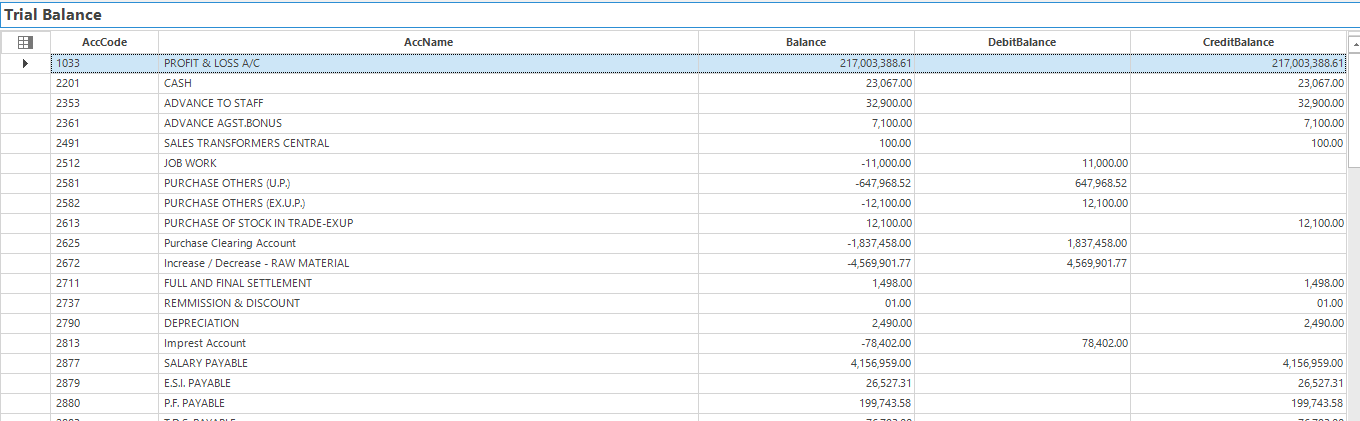 Trial Balance
AccCode AccName Balance DebitBalance CreditBalance
1033 PROFIT & LOSS A/C 217,003,388.61 217,003,388.61
2201 CASH 23,067.00 23,067.00
2353 ADVANCE TO STAFF 32,900.00 32,900.00
2361 ADVANCE AGST.BONUS 7,100.00 7,100.00
2491 SALES TRANSFORMERS CENTRAL 100.00 100.00
2512 JOB WORK -11,000.00 11,000.00
2581 PURCHASE OTHERS (U.P.) -647,968.52 647,968.52
2582 PURCHASE OTHERS (EX.U.P.) -12,100.00 12,100.00
2613 PURCHASE OF STOCK IN TRADE-EXUP 12,100.00 12,100.00
2625 Purchase Clearing Account -1,837,458.00 1,837,458.00
2672 Increase / Decrease - RAW MATERIAL -4,569,901.77 4,569,901.77
2711 FULL AND FINAL SETTLEMENT 1,498.00 1,498.00
2737 REMMISSION & DISCOUNT 01.00 01.00
2790 DEPRECIATION 2,490.00 2,490.00
2813 Imprest Account -78,402.00 78,402.00
2877 SALARY PAYABLE 4,156,959.00 4,156,959.00
2879 E.S.I. PAYABLE 26,527.31 26,527.31
2880 P.F. PAYABLE 199,743.58 199,743.58